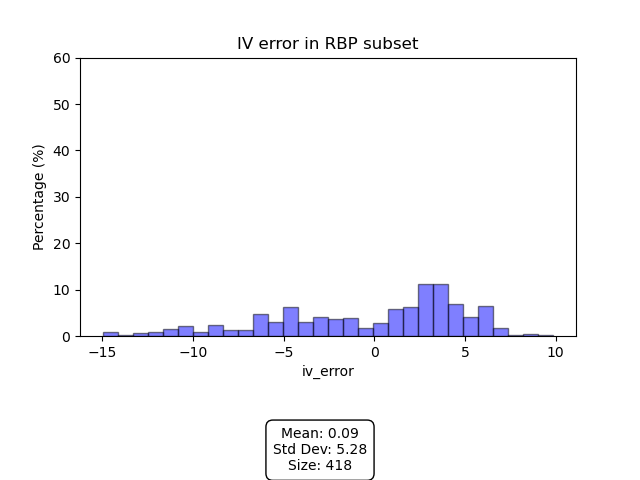 IV error in RBP subset
60
50
40
30
20
10
0
Percentage (%)
−15 −10 −5 0 5 10
iv_error
Mean: 0.09
Std Dev: 5.28
Size: 418